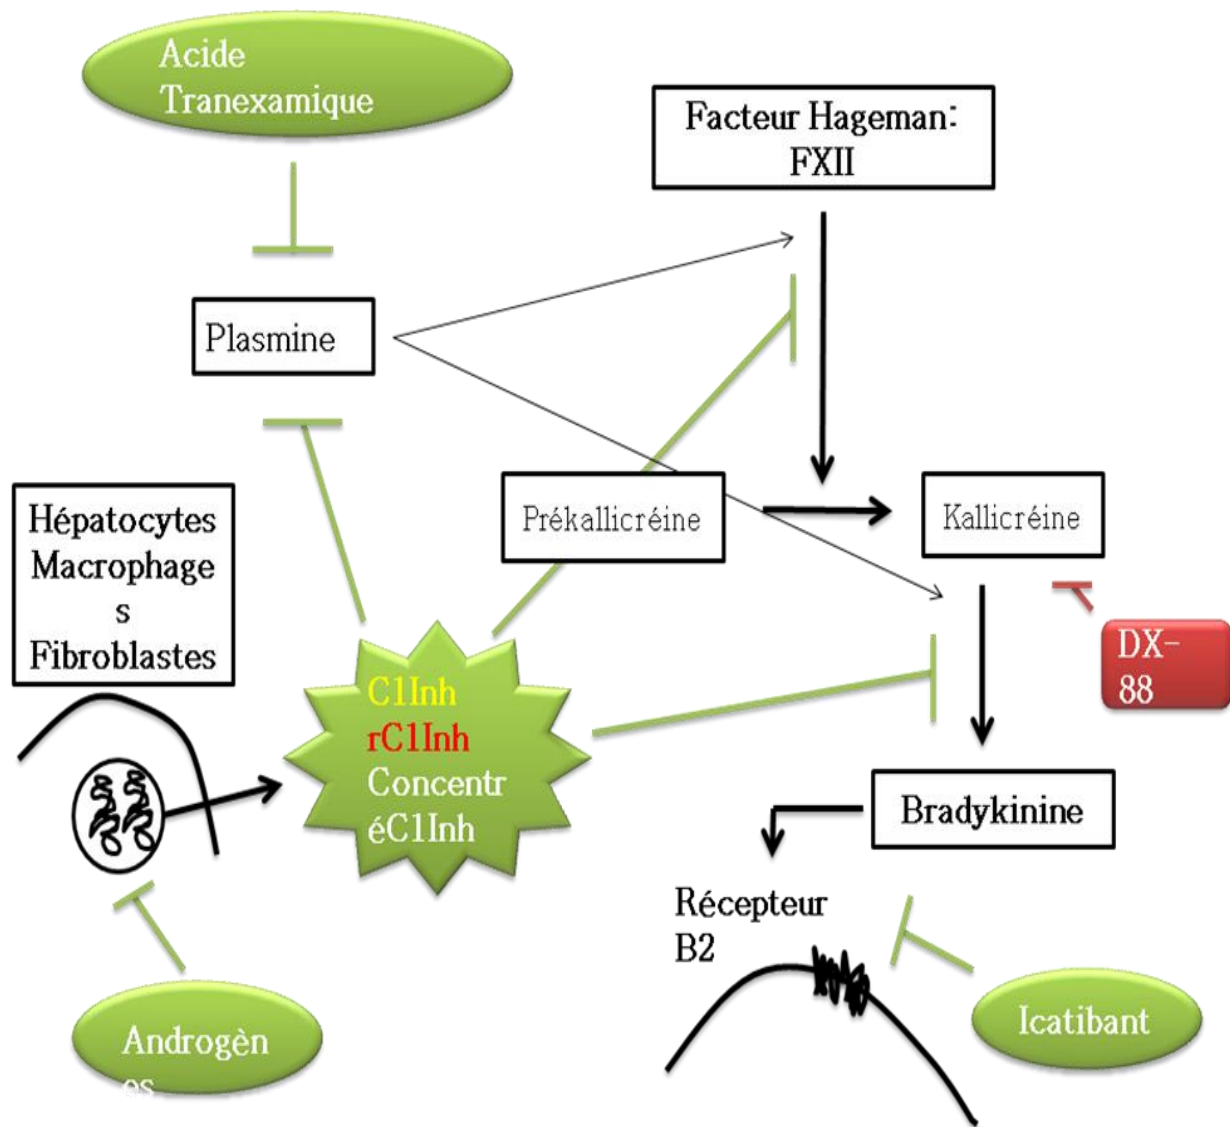 Acide
Tranexamique
Facteur Hageman:
FXII
Plasmine
Prékallicréine
Kallicréine
Hépatocytes
Macrophage
s
Fibroblastes
DX-
88
C1Inh
rC1Inh
Concentr
éC1Inh
Bradykinine
Récepteur
B2
Icatibant
Androgèn
es